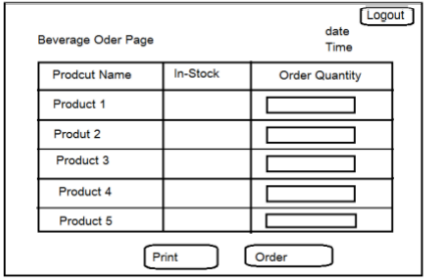 Logout
Beverage Oder Page
date
Time
Prodcut Name In-Stock Order Quantity
Product 1
Produt 2
Product 3
Product 4
Product 5
Print Order